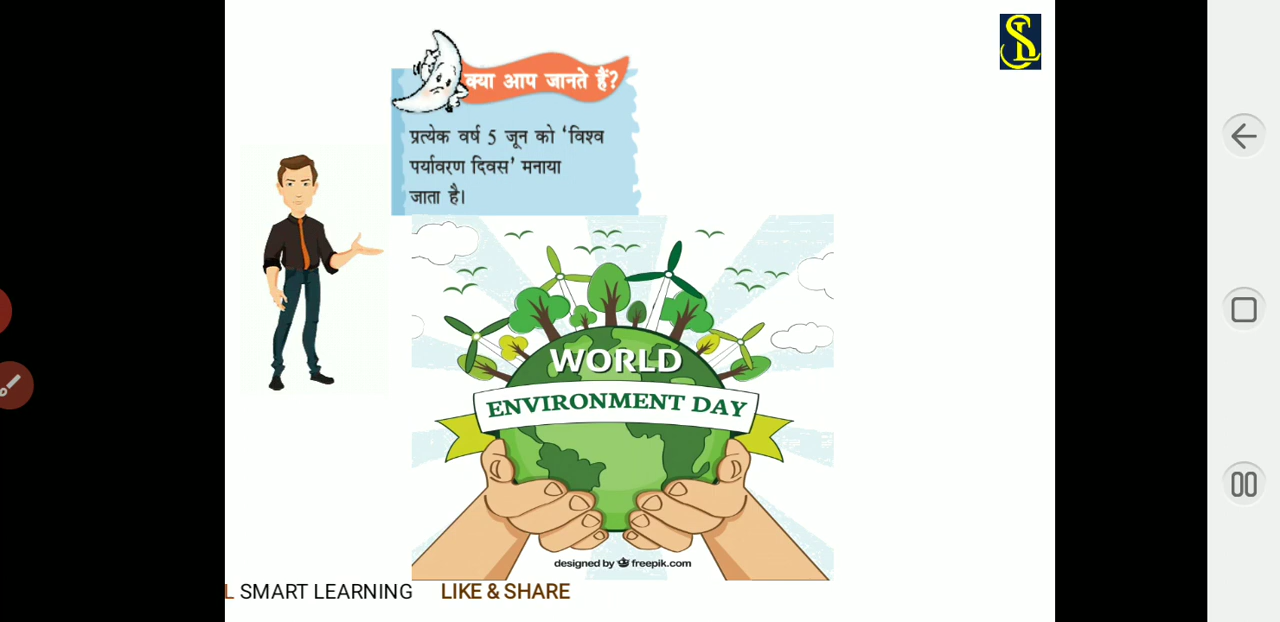 क्या आप जानते हैं?
प्रत्येक वर्ष 5 जून को ‘विश्व
पर्यावरण दिवस’ मनाया
जाता है।
WORLD
ENVIRONMENT DAY
designed by freepik.com
L SMART LEARNING LIKE & SHARE